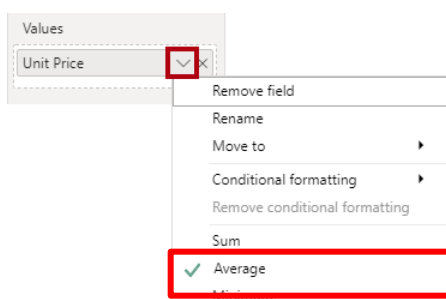 Values
Unit Price
Remove field
Rename
Move to
Conditional formatting
Remove conditional formatting
Sum
Average